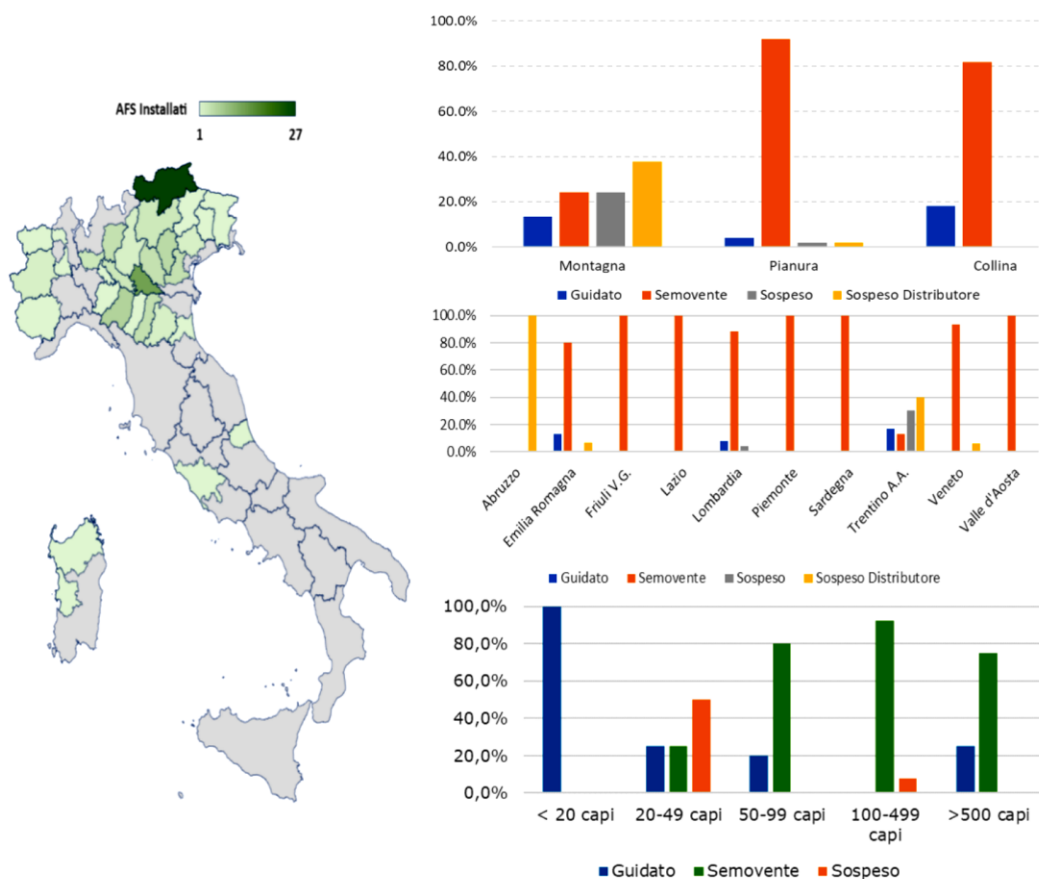 AFS Installati
1 27
100.0%
80.0%
60.0%
40.0%
20.0%
0.0%
Montagna Pianura Collina
Guidato Semovente Sospeso Sospeso Distributore
100.0%
80.0%
60.0%
40.0%
20.0%
0.0%
Abruzzo Emilia Romagna Friuli V.G. Lazio Lombardia Piemonte Sardegna Trentino A.A. Veneto Valle d'Aosta
Guidato Semovente Sospeso Sospeso Distributore
100,0%
80,0%
60,0%
40,0%
20,0%
0,0%
< 20 capi 20-49 capi 50-99 capi 100-499 >500 capi
capi
Guidato Semovente Sospeso